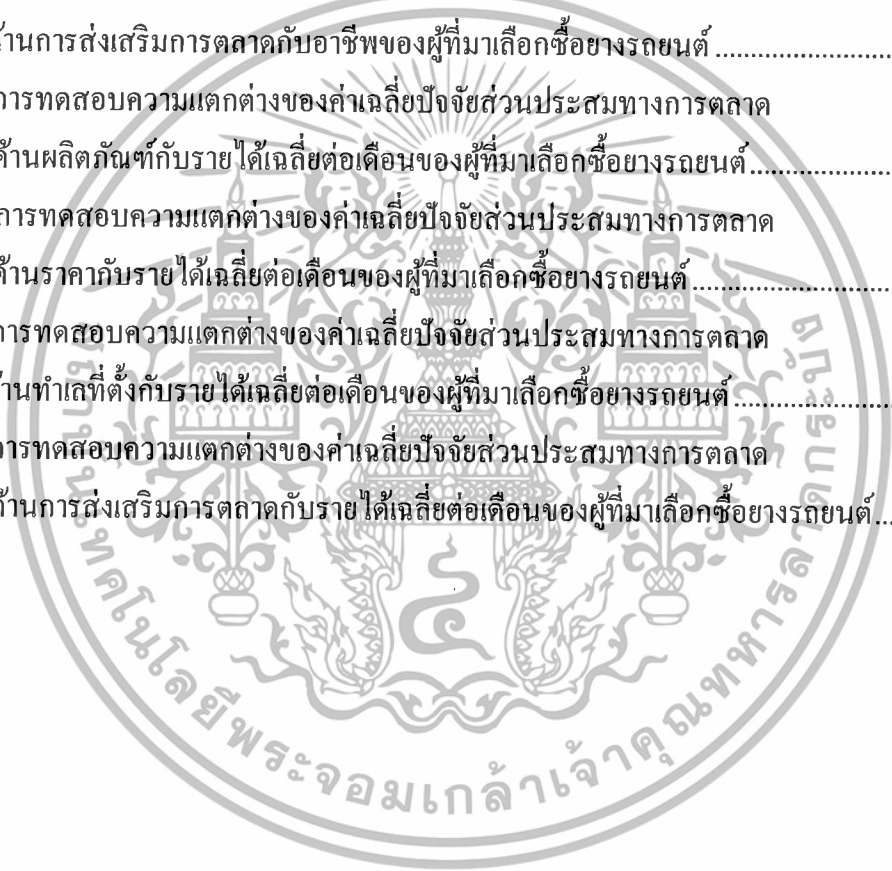 ด้านการส่งเสริมการตลาดกับอาชีพของผู้ที่มาเลือกซื้อยางรถยนต์
การทดสอบความแตกต่างของค่าเฉลี่ยปัจจัยส่วนประสมทางการตลาด
ด้านผลิตภัณฑ์กับรายได้เฉลี่ยต่อเดือนของผู้ที่มาเลือกซื้อยางรถยนต์
การทดสอบความแตกต่างของค่าเฉลี่ยปัจจัยส่วนประสมทางการตลาด
ด้านราคากับรายได้เฉลี่ยต่อเดือนของผู้ที่มาเลือกซื้อยางรถยนต์
การทดสอบความแตกต่างของค่าเฉลี่ยปัจจัยส่วนประสมทางการตลาด
ด้านทำเลที่ตั้งกับรายได้เฉลี่ยต่อเดือนของผู้ที่มาเลือกซื้อยางรถยนต์
การทดสอบความแตกต่างของค่าเฉลี่ยปัจจัยส่วนประสมทางการตลาด
ด้านการส่งเสริมการตลาดกับรายได้เฉลี่ยต่อเดือนของผู้ที่มาเลือกซื้อยางรถยนต์
๔
เทคโนโลยีพระจอมเกล้าเจ้าคุณทหารลาดกระบัง